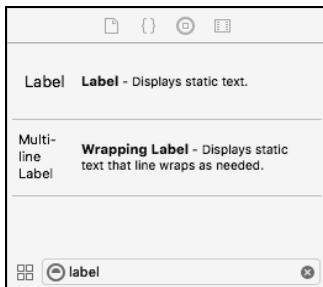 {}
Label
Label - Displays static text.
Multi-
line
Label
Wrapping Label - Displays static
text that line wraps as needed.
label